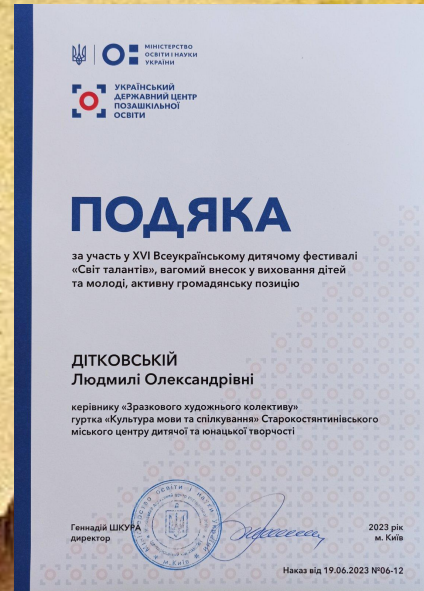 МІНІСТЕРСТВО
ОСВІТИ І НАУКИ
УКРАЇНИ
УКРАЇНСЬКИЙ
ДЕРЖАВНИЙ ЦЕНТР
ПОЗАШКІЛЬНОЇ
ОСВІТИ
ПОДЯКА
за участь у XVI Всеукраїнському дитячому фестивалі
«Світ талантів», вагомий внесок у виховання дітей
та молоді, активну громадянську позицію
ДІТКОВСЬКІЙ
Людмилі Олександрівні
керівнику «Зразкового художнього колективу»
гуртка «Культура мови та спілкування» Старокостянтинівського
міського центру дитячої та юнацької творчості
Геннадій ШКУРА
директор
2023 рік
м. Київ
Наказ від 19.06.2023 №06-12